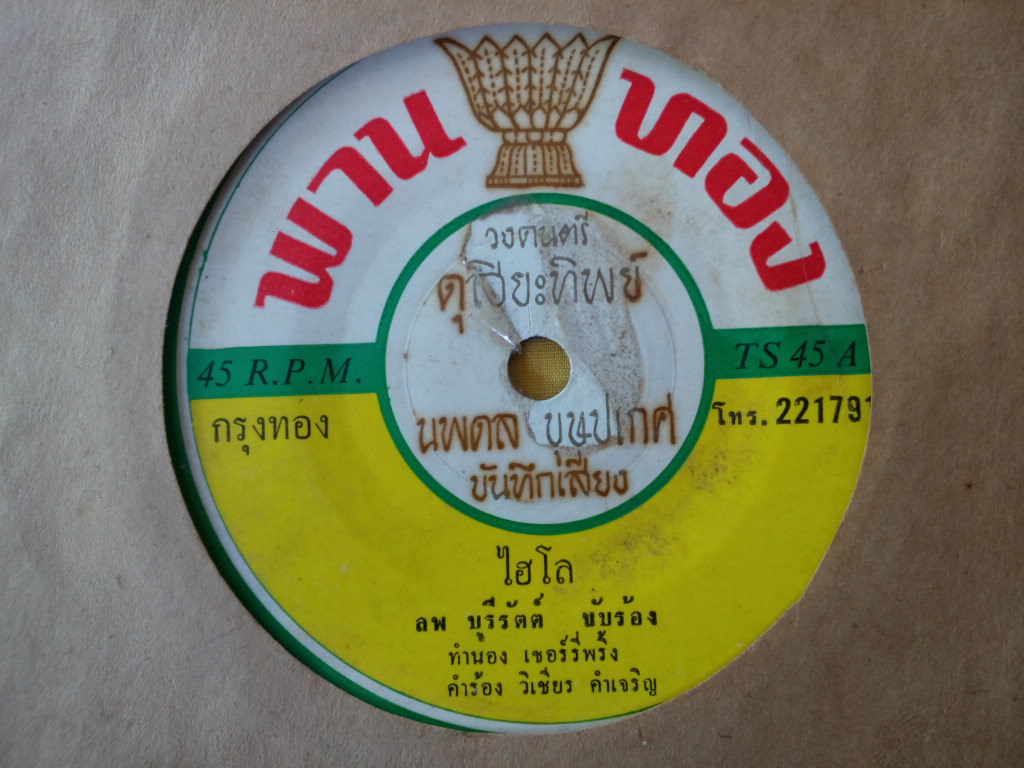 พานทอง
วงดนตรี
ดุริยะทิพย์
45 R.P.M.
TS 45 A
กรุงทอง
โทร. 221791
นพดล บุษปเกศ
บันทึกเสียง
ไฮโล
ลพ บุรีรัตต์ ขับร้อง
ทำนอง เชอร์รี่พริ้ง
คำร้อง วิเชียร คำเจริญ